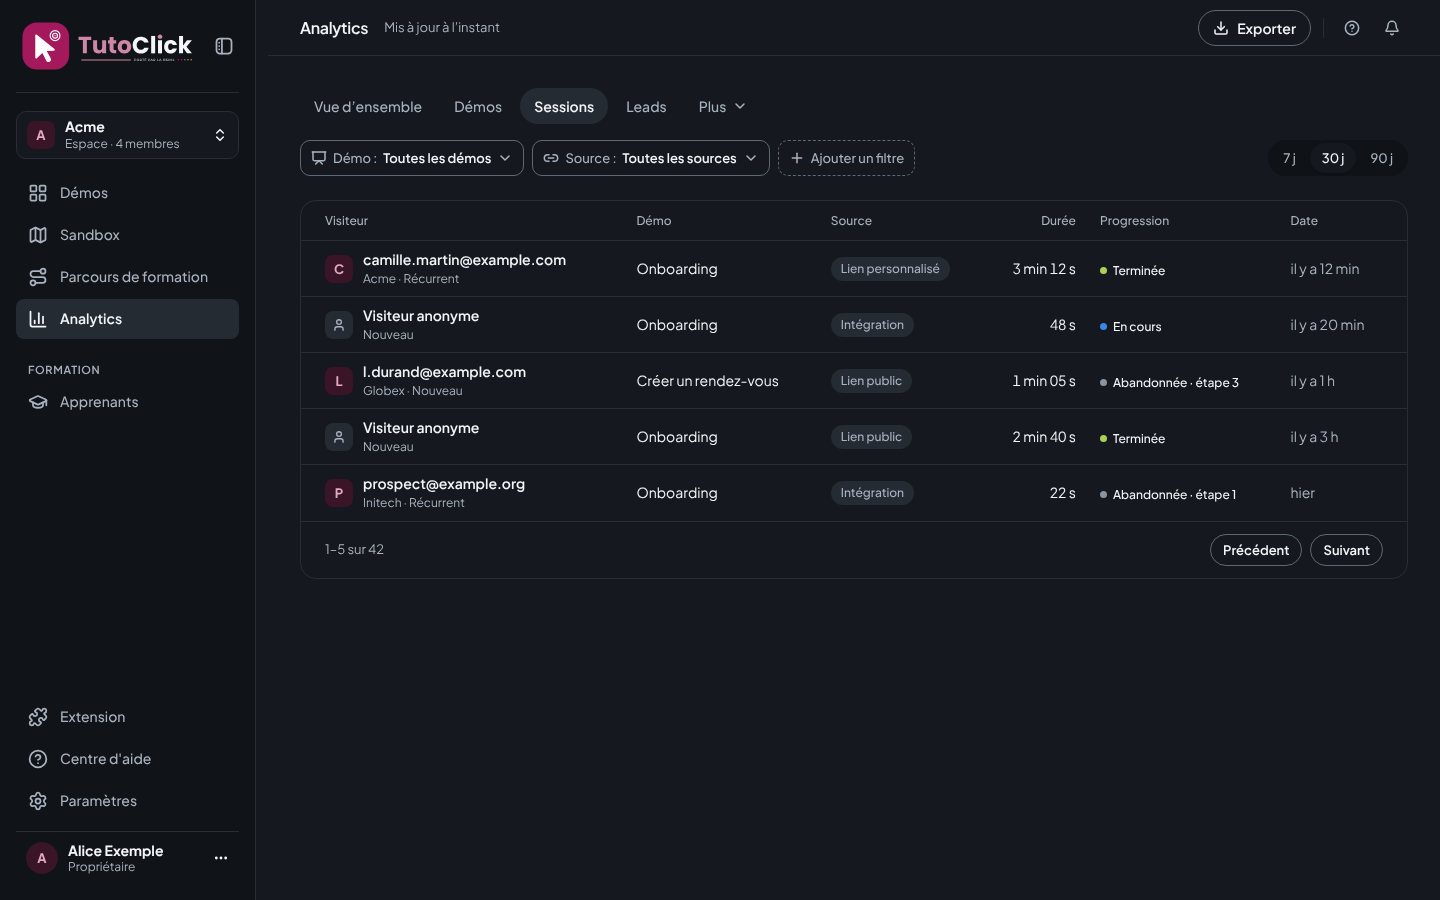 TutoClick
Acme
Espace · 4 membres
Démos
Sandbox
Parcours de formation
Analytics
FORMATION
Apprenants
Extension
Centre d'aide
Paramètres
A
Alice Exemple
Propriétaire
Analytics
Mis à jour à l’instant
Exporter
Vue d’ensemble
Démos
Sessions
Leads
Plus
Démo : Toutes les démos
Source : Toutes les sources
Ajouter un filtre
7 j
30 j
90 j
Visiteur
Démo
Source
Durée
Progression
Date
C
camille.martin@example.com
Acme · Récurrent
Onboarding
Lien personnalisé
3 min 12 s
Terminée
il y a 12 min
Visiteur anonyme
Nouveau
Onboarding
Intégration
48 s
En cours
il y a 20 min
L
l.durand@example.com
Globex · Nouveau
Créer un rendez-vous
Lien public
1 min 05 s
Abandonnée · étape 3
il y a 1 h
Visiteur anonyme
Nouveau
Onboarding
Lien public
2 min 40 s
Terminée
il y a 3 h
P
prospect@example.org
Initech · Récurrent
Onboarding
Intégration
22 s
Abandonnée · étape 1
hier
1–5 sur 42
Précédent
Suivant